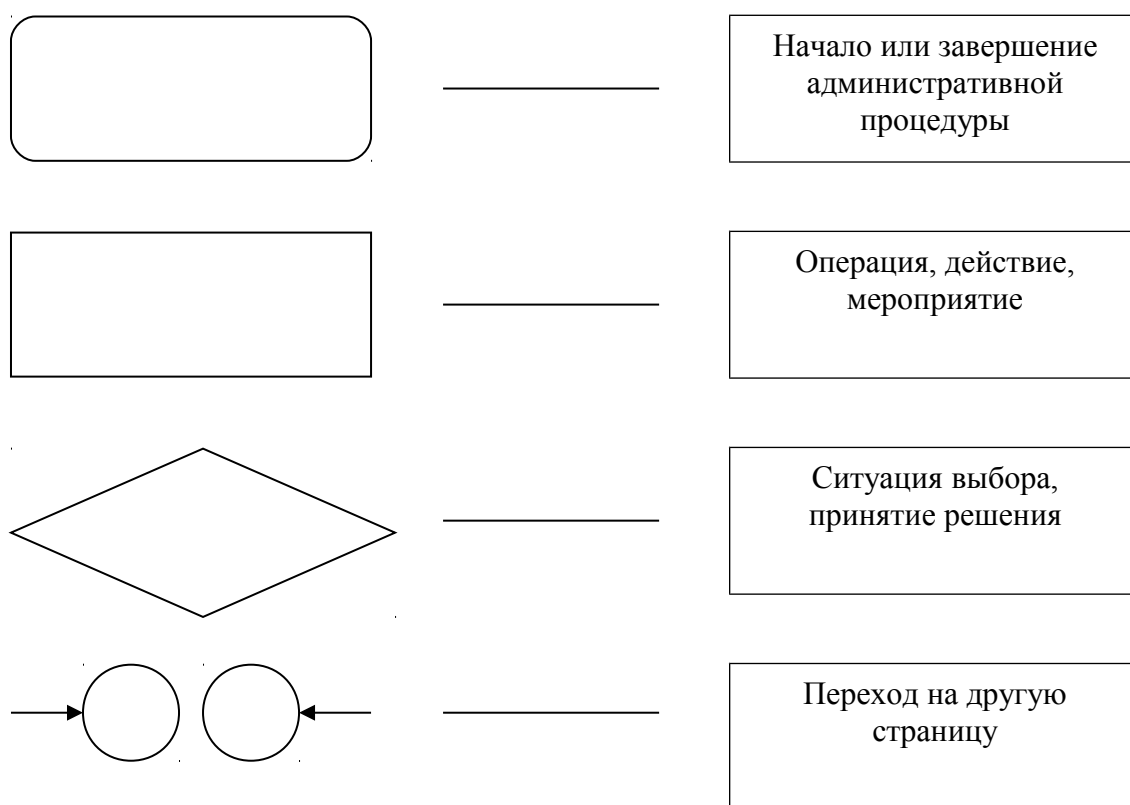 Начало или завершение
административной
процедуры
Операция, действие,
мероприятие
Ситуация выбора,
принятие решения
Переход на другую
страницу